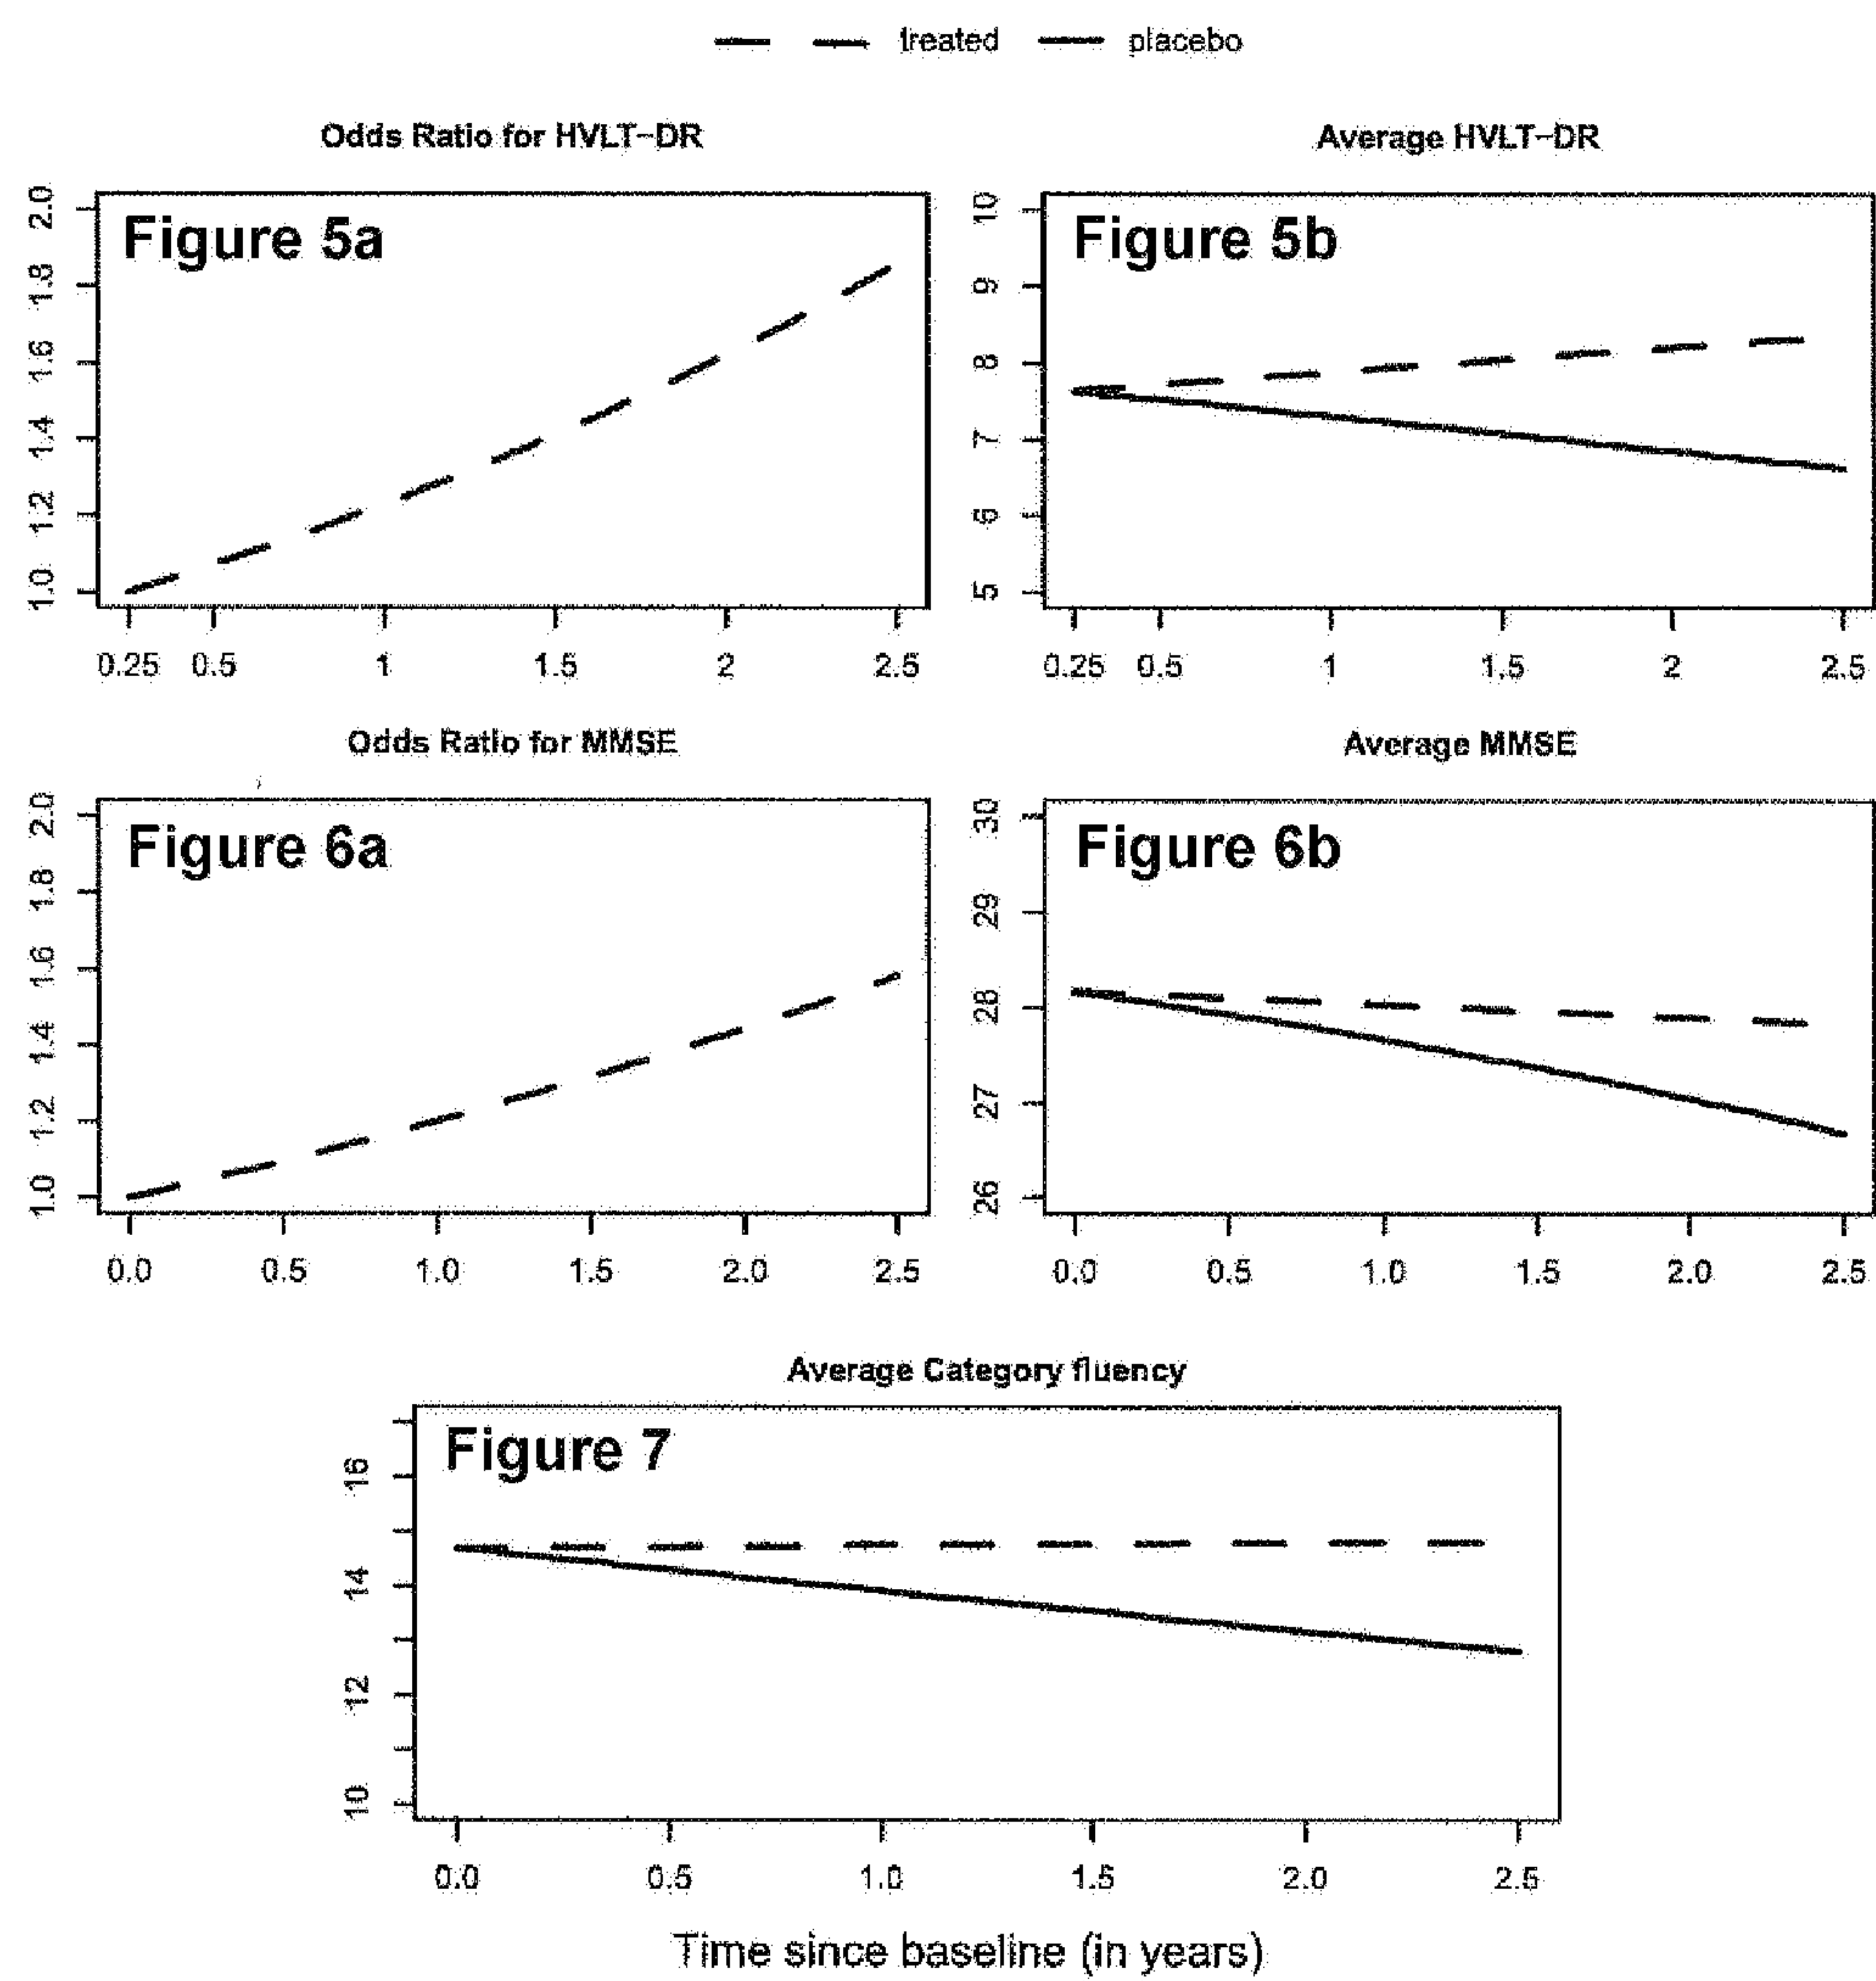 treated placebo
Odds Ratio for HVLT-DR
Average HVLT-DR
Figure 5a
2.0
1.8
1.6
1.4
1.2
1.0
0.25 0.5 1 1.5 2 2.5
Figure 5b
10
9
8
7
6
5
0.25 0.5 1 1.5 2 2.5
Odds Ratio for MMSE
Average MMSE
Figure 6a
2.0
1.8
1.6
1.4
1.2
1.0
0.0 0.5 1.0 1.5 2.0 2.5
Figure 6b
30
29
28
27
26
0.0 0.5 1.0 1.5 2.0 2.5
Average Category fluency
Figure 7
16
14
12
10
0.0 0.5 1.0 1.5 2.0 2.5
Time since baseline (in years)